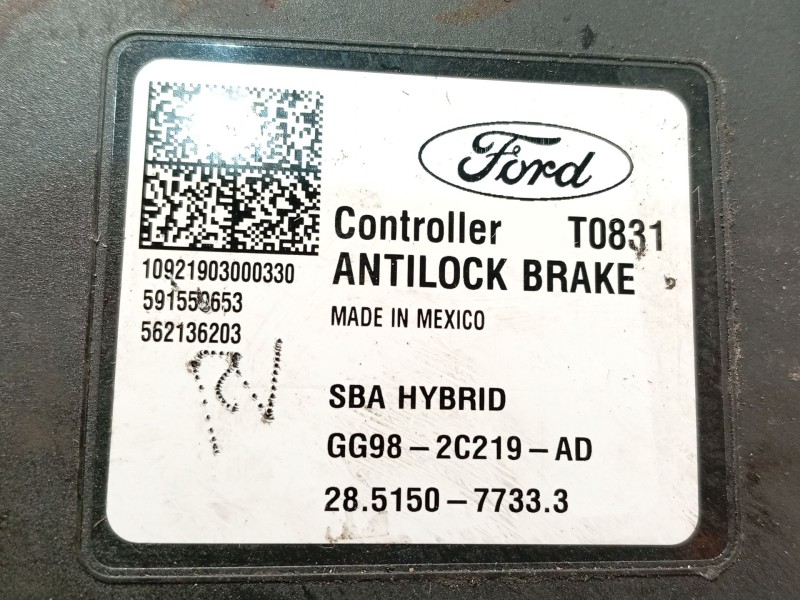 Ford
Controller T0831
ANTILOCK BRAKE
MADE IN MEXICO
10921903000330
591550653
562136203
SBA HYBRID
GG98-2C219-AD
28.5150-7733.3